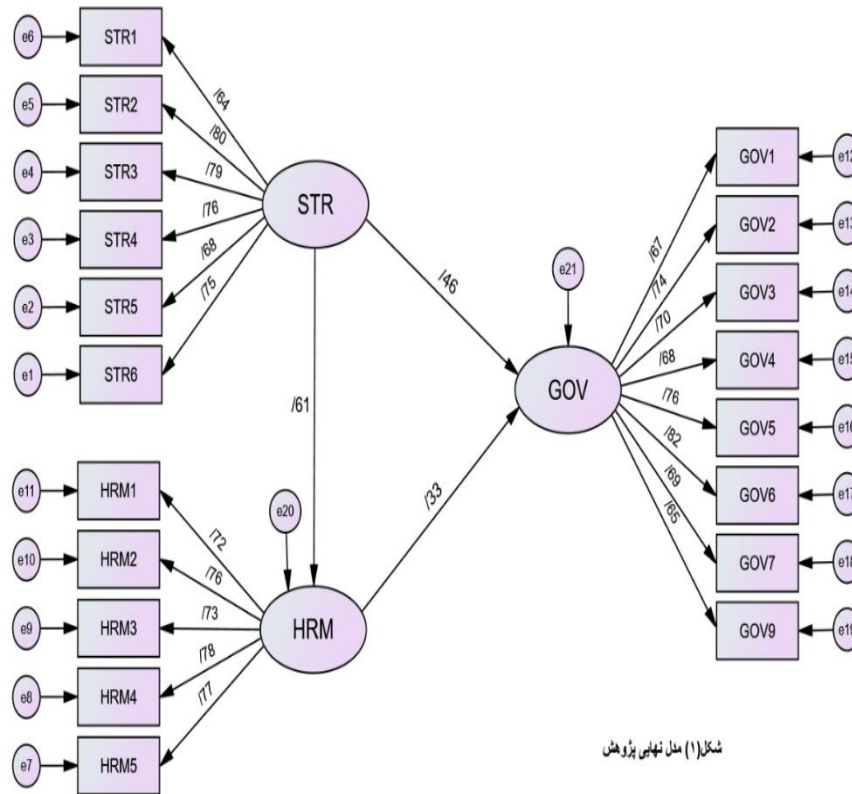 e6 STR1
e5 STR2
e4 STR3
e3 STR4
e2 STR5
e1 STR6
/64
/80
/79
/76
/68
/75
STR
/46
/61
e21
GOV
/67
/74
/70
/68
/76
/82
/69
/65
GOV1 e12
GOV2 e13
GOV3 e14
GOV4 e15
GOV5 e16
GOV6 e17
GOV7 e18
GOV9 e19
e11 HRM1
e10 HRM2
e9 HRM3
e8 HRM4
e7 HRM5
/72
/76
/73
/78
/77
e20
HRM
/33
شکل(۱) مدل نهایی پژوهش